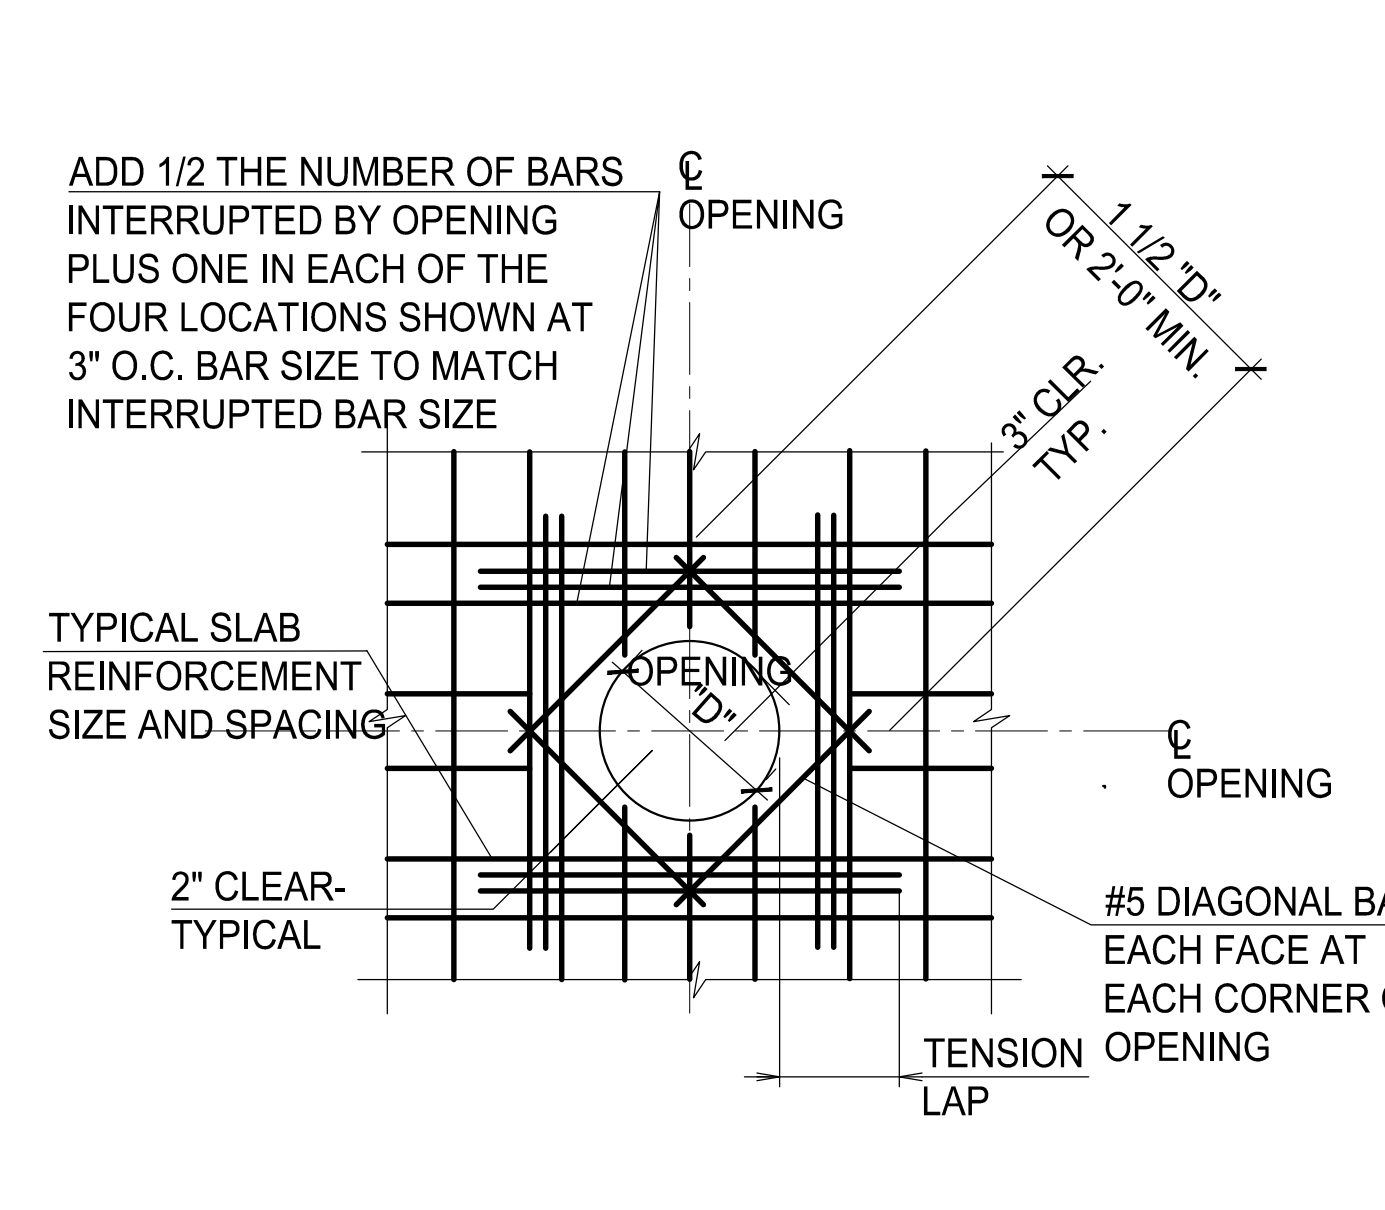 ADD 1/2 THE NUMBER OF BARS
INTERRUPTED BY OPENING
PLUS ONE IN EACH OF THE
FOUR LOCATIONS SHOWN AT
3" O.C. BAR SIZE TO MATCH
INTERRUPTED BAR SIZE
℄
OPENING
1 1/2 "D"
OR 2'-0" MIN.
3" CLR.
TYP.
TYPICAL SLAB
REINFORCEMENT
SIZE AND SPACING
OPENING
"D"
℄
OPENING
2" CLEAR-
TYPICAL
#5 DIAGONAL
EACH FACE AT
EACH CORNER
OPENING
TENSION
LAP